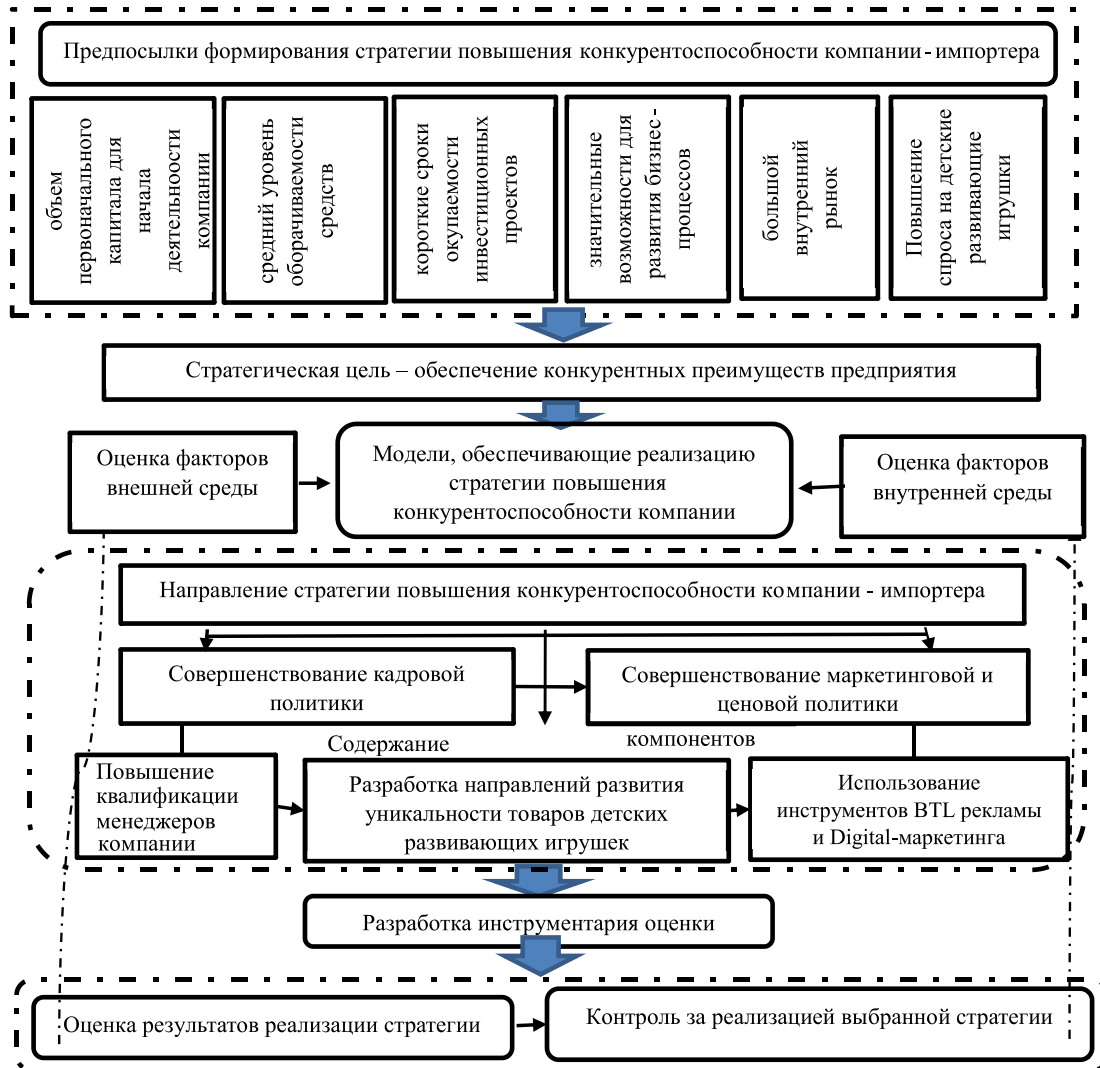 Предпосылки формирования стратегии повышения конкурентоспособности компании - импортера
объем
первоначального
капитала для
начала
деятельноости
компании
средний уровень
оборачиваемости
средств
короткие сроки
окупаемости
инвестиционных
проектов
значительные
возможности для
развития бизнес-
процессов
большой
внутренний
рынок
Повышение
спроса на детские
развивающие
игрушки
Стратегическая цель – обеспечение конкурентных преимуществ предприятия
Оценка факторов
внешней среды
Модели, обеспечивающие реализацию
стратегии повышения
конкурентоспособности компании
Оценка факторов
внутренней среды
Направление стратегии повышения конкурентоспособности компании - импортера
Совершенствование кадровой
политики
Совершенствование маркетинговой и
ценовой политики
Содержание
компонентов
Повышение
квалификации
менеджеров
компании
Разработка направлений развития
уникальности товаров детских
развивающих игрушек
Использование
инструментов BTL рекламы
и Digital-маркетинга
Разработка инструментария оценки
Оценка результатов реализации стратегии
Контроль за реализацией выбранной стратегии